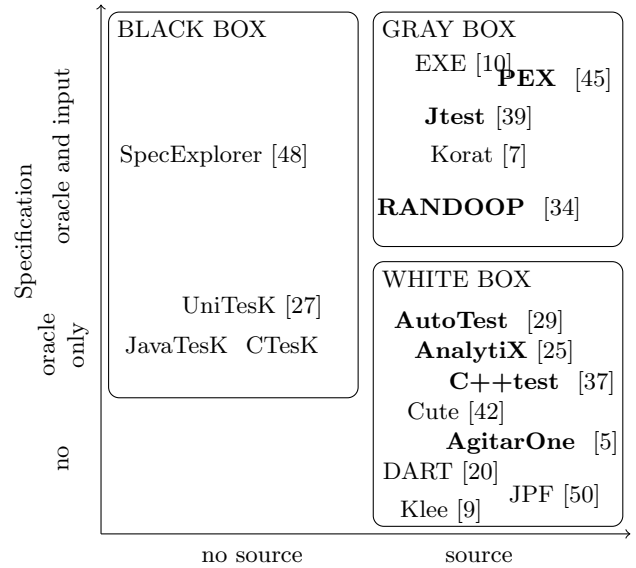 BLACK BOX
SpecExplorer [48]
UniTesK [27]
JavaTesK CTesK
GRAY BOX
EXE [10]
PEX [45]
Jtest [39]
Korat [7]
RANDOOP [34]
WHITE BOX
AutoTest [29]
AnalytiX [25]
C++test [37]
Cute [42]
AgitarOne [5]
DART [20]
JPF [50]
Klee [9]
Specification
oracle and input
oracle
only
no
no source
source